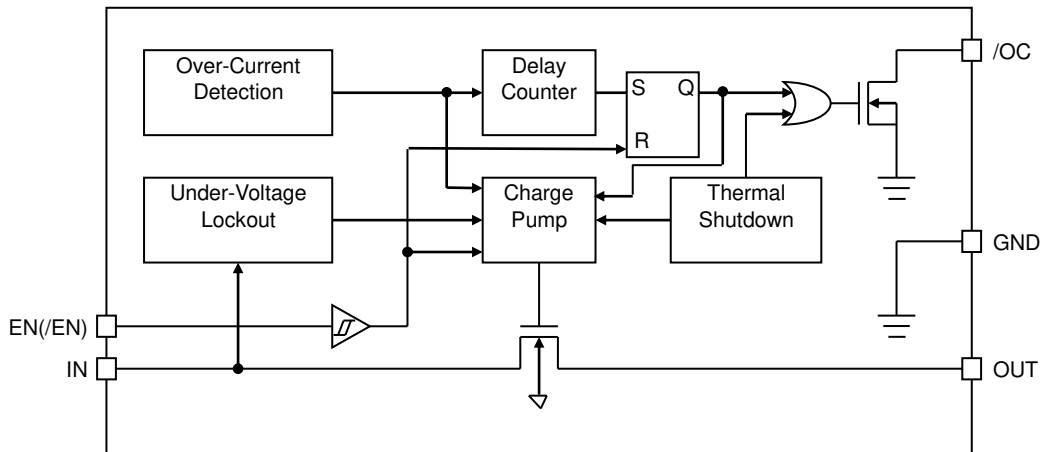 Over-Current
Detection
Delay
Counter
S
Q
R
/OC
Under-Voltage
Lockout
Charge
Pump
Thermal
Shutdown
GND
EN(/EN)
IN
OUT